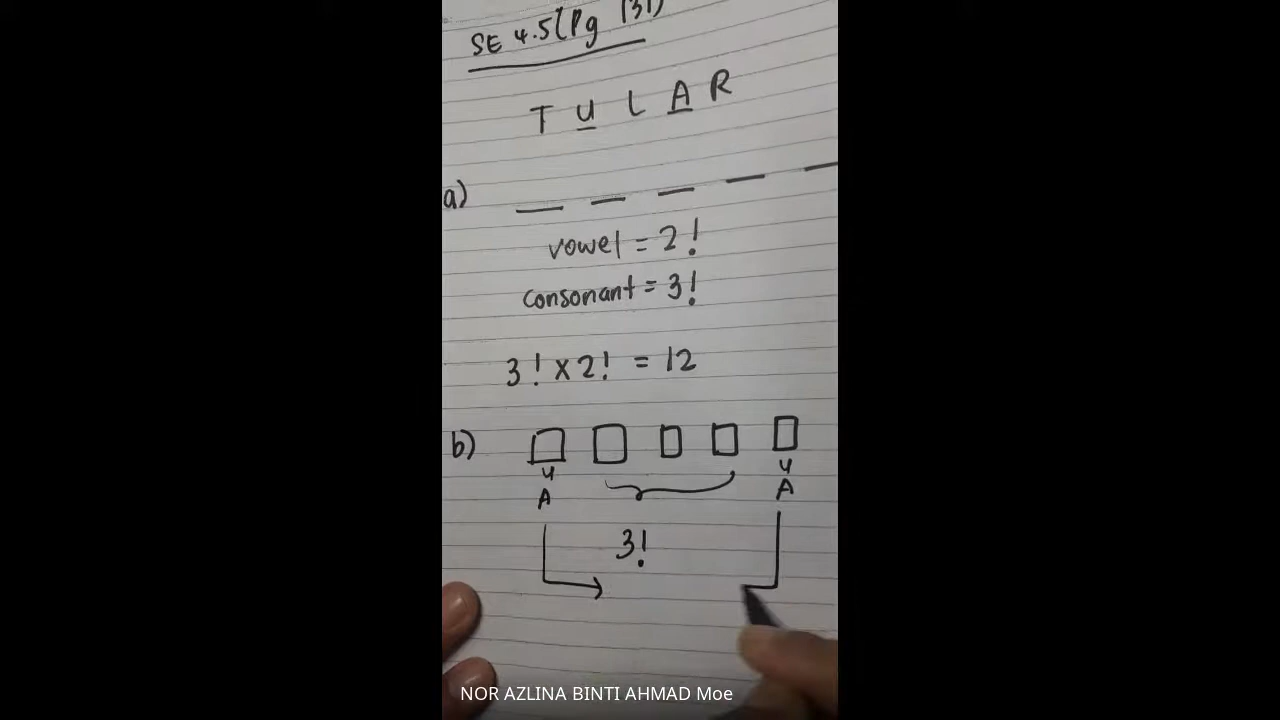 SE 4.5 (Pg 131)
T U L A R
a)
vowel = 2!
consonant = 3!
3! x 2! = 12
b)
u u
A A
3!
NOR AZLINA BINTI AHMAD Moe